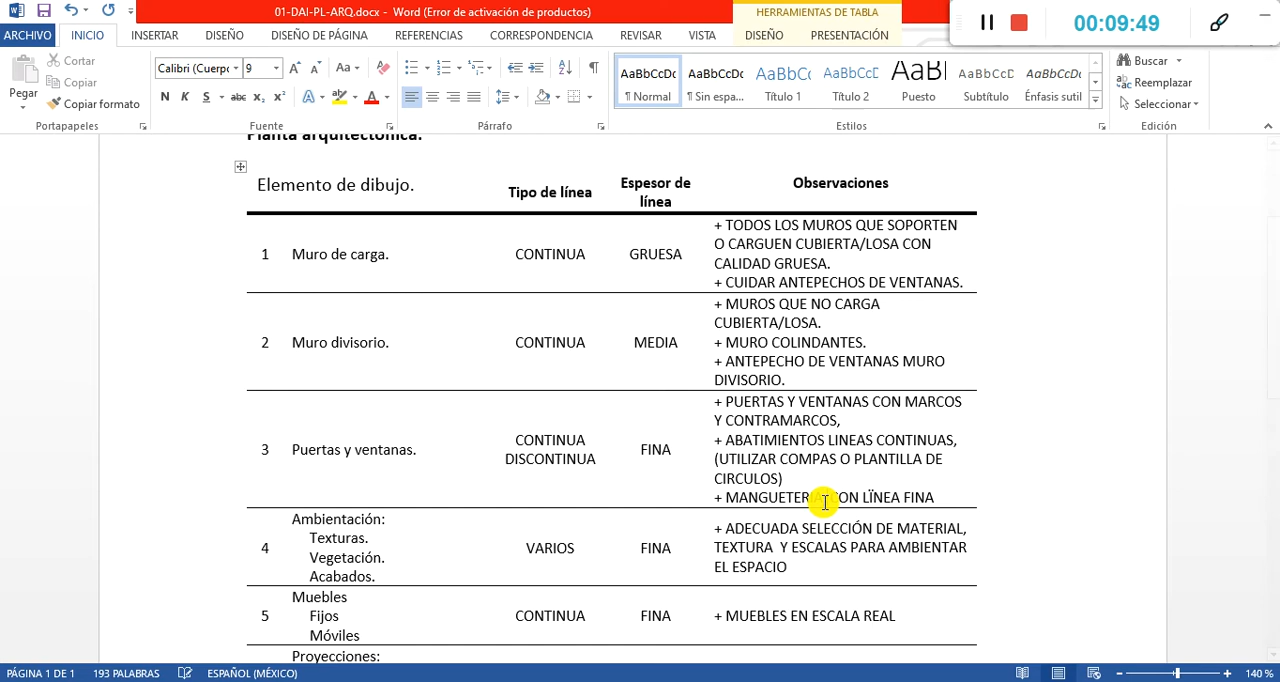 01-DAI-PL-ARQ.docx - Word (Error de activación de productos)
HERRAMIENTAS DE TABLA
00:09:49
ARCHIVO INICIO INSERTAR DISEÑO DISEÑO DE PÁGINA REFERENCIAS CORRESPONDENCIA REVISAR VISTA DISEÑO PRESENTACIÓN
Pegar
Cortar
Copiar
Copiar formato
Portapapeles
Calibri (Cuerpo 9
Aa
N K S abc x₂ x² A A
Fuente
Párrafo
AaBbCcDc AaBbCcDc AaBbCc AaBbCcD AaBl AaBbCcD AaBbCcDc
¶ Normal ¶ Sin espa... Título 1 Título 2 Puesto Subtítulo Énfasis sutil
Estilos
Buscar
Reemplazar
Seleccionar
Edición
Planta arquitectónica.
Elemento de dibujo. Tipo de línea Espesor de línea Observaciones
1 Muro de carga. CONTINUA GRUESA
+ TODOS LOS MUROS QUE SOPORTEN
O CARGUEN CUBIERTA/LOSA CON
CALIDAD GRUESA.
+ CUIDAR ANTEPECHOS DE VENTANAS.
2 Muro divisorio. CONTINUA MEDIA
+ MUROS QUE NO CARGA
CUBIERTA/LOSA.
+ MURO COLINDANTES.
+ ANTEPECHO DE VENTANAS MURO
DIVISORIO.
3 Puertas y ventanas. CONTINUA
DISCONTINUA
FINA
+ PUERTAS Y VENTANAS CON MARCOS
Y CONTRAMARCOS,
+ ABATIMIENTOS LINEAS CONTINUAS,
(UTILIZAR COMPAS O PLANTILLA DE
CIRCULOS)
+ MANGUETERIA CON LÏNEA FINA
4 Ambientación:
Texturas.
Vegetación.
Acabados.
VARIOS FINA
+ ADECUADA SELECCIÓN DE MATERIAL,
TEXTURA Y ESCALAS PARA AMBIENTAR
EL ESPACIO
5 Muebles
Fijos
Móviles
CONTINUA FINA
+ MUEBLES EN ESCALA REAL
Proyecciones:
PÁGINA 1 DE 1 193 PALABRAS ESPAÑOL (MÉXICO) 140 %